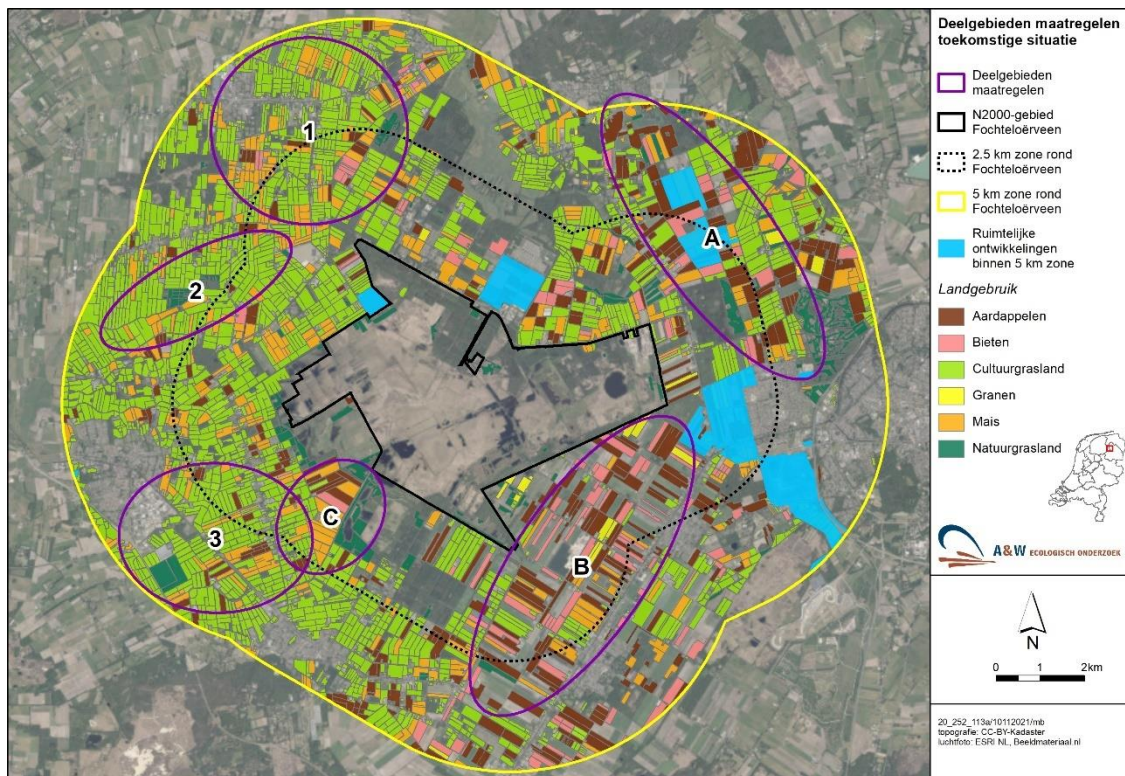 1
A
2
C
3
B
Deelgebieden maatregelen
toekomstige situatie
Deelgebieden
maatregelen
N2000-gebied
Fochteloërveen
2.5 km zone rond
Fochteloërveen
5 km zone rond
Fochteloërveen
Ruimtelijke
ontwikkelingen
binnen 5 km zone
Landgebruik
Aardappelen
Bieten
Cultuurgrasland
Granen
Mais
Natuurgrasland
A&W ECOLOGISCH ONDERZOEK
N
0 1 2km
20_252_113a/10112021/mb
topografie: CC-BY-Kadaster
luchtfoto: ESRI NL, Beeldmateriaal.nl